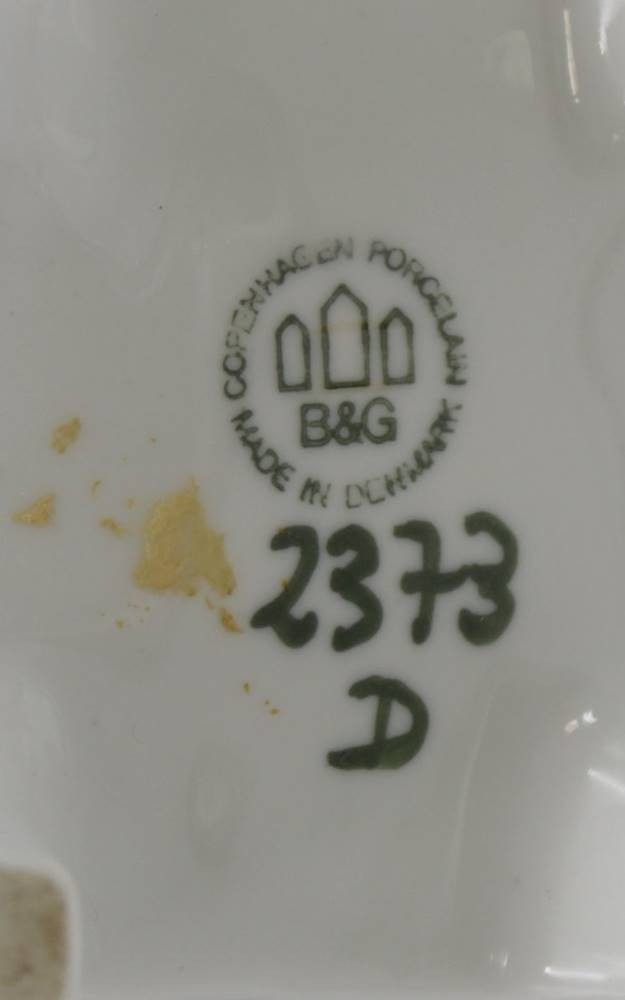 COPENHAGEN PORCELAIN
B&G
MADE IN DENMARK
2373
D